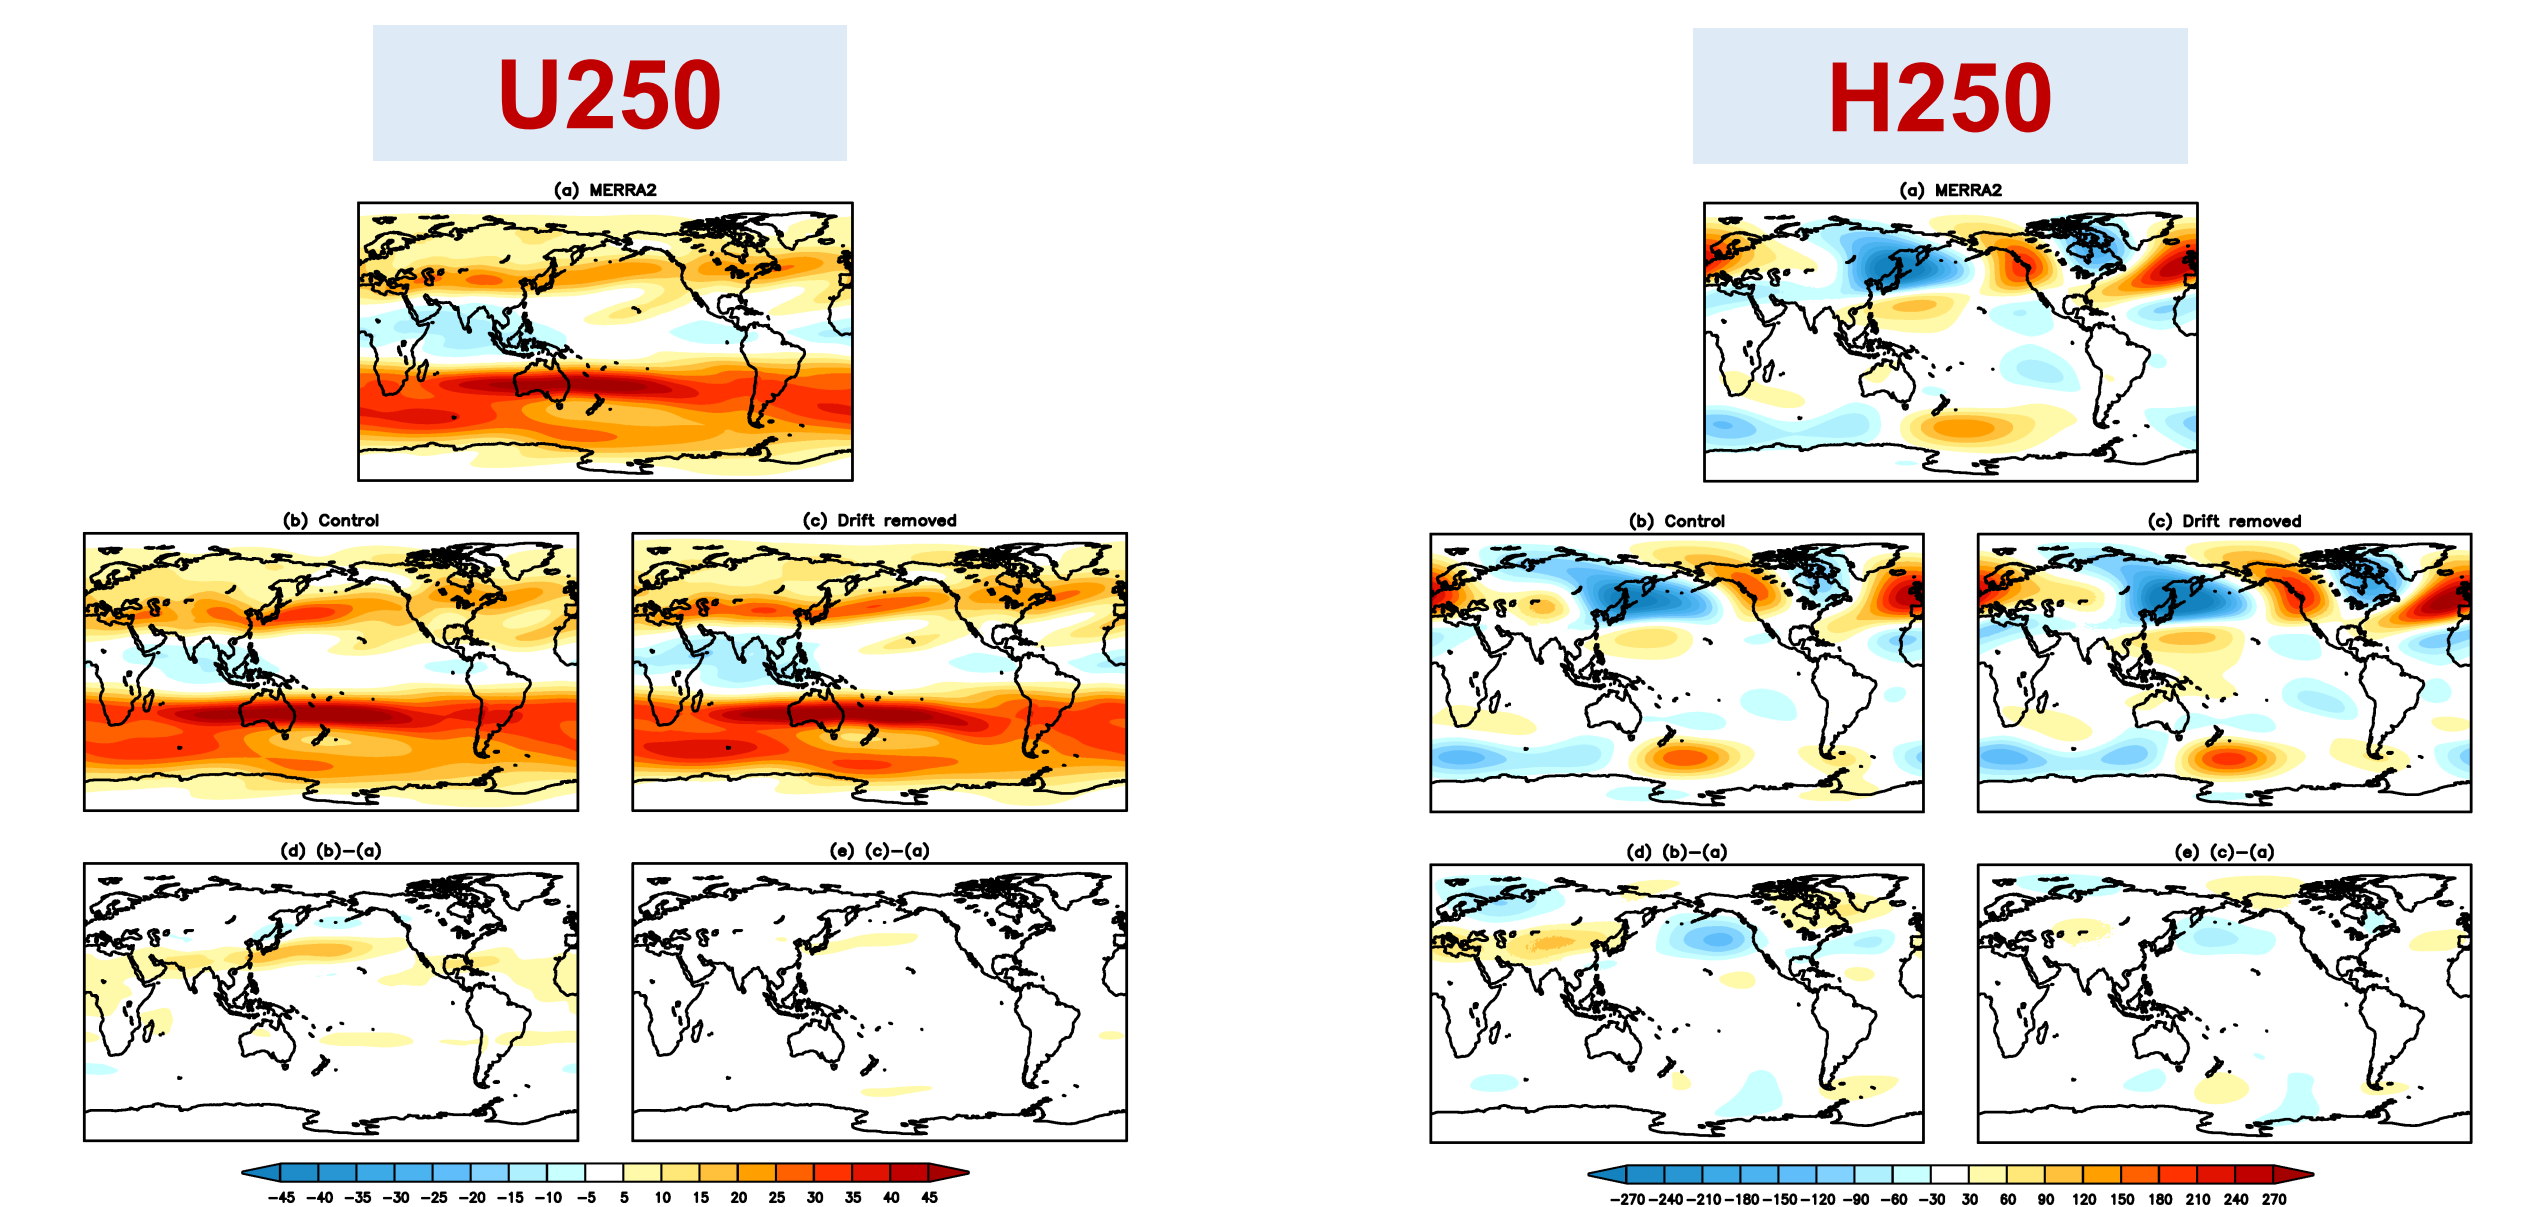 U250
H250
(a) MERRA2
(a) MERRA2
(b) Control
(c) Drift removed
(b) Control
(c) Drift removed
(d) (b)−(a)
(e) (c)−(a)
(d) (b)−(a)
(e) (c)−(a)
−45 −40 −35 −30 −25 −20 −15 −10 −5 5 10 15 20 25 30 35 40 45
−270 −240 −210 −180 −150 −120 −90 −60 −30 30 60 90 120 150 180 210 240 270